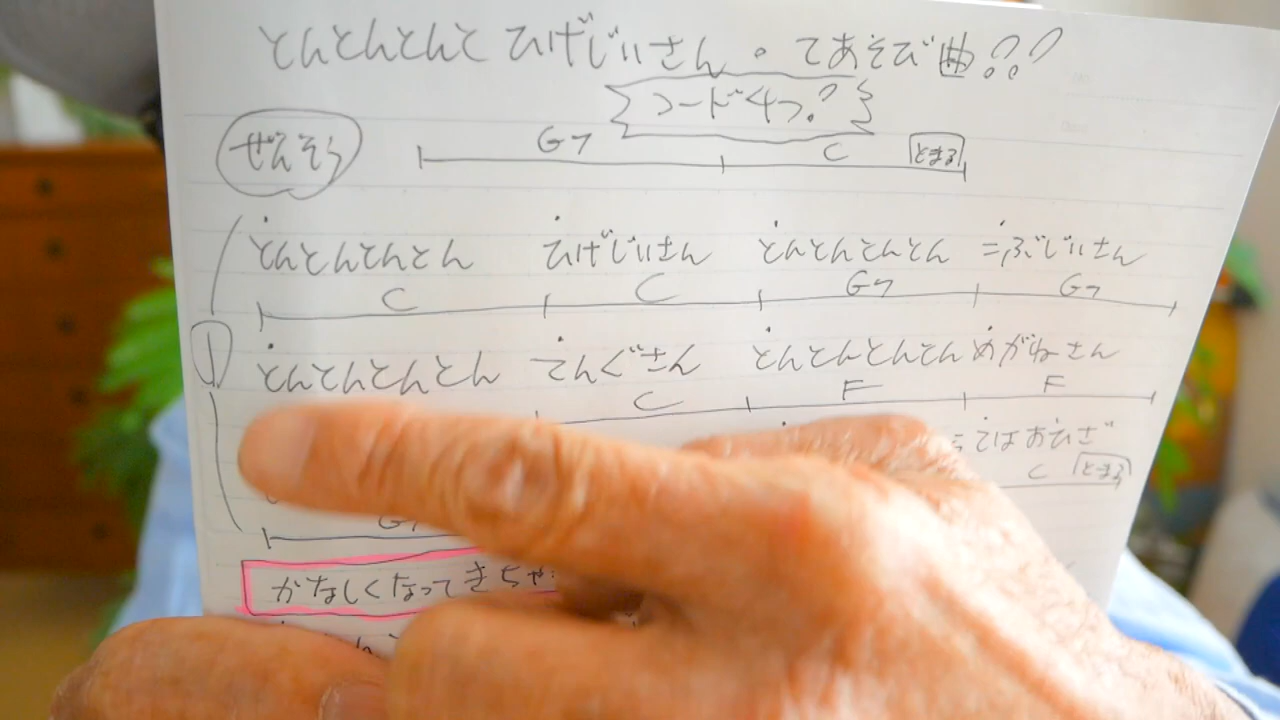 とんとんとんと ひげじいさん。てあそび曲??
コード4つ?
ぜんそう G7 C とまる
とんとんとんとん ひげじいさん とんとんとんとん こぶじいさん
C C G7 G7
① とんとんとんとん てんぐさん とんとんとんとん めがねさん
C F F
てはおひざ
C とまる
G7
かなしくなってきちゃ